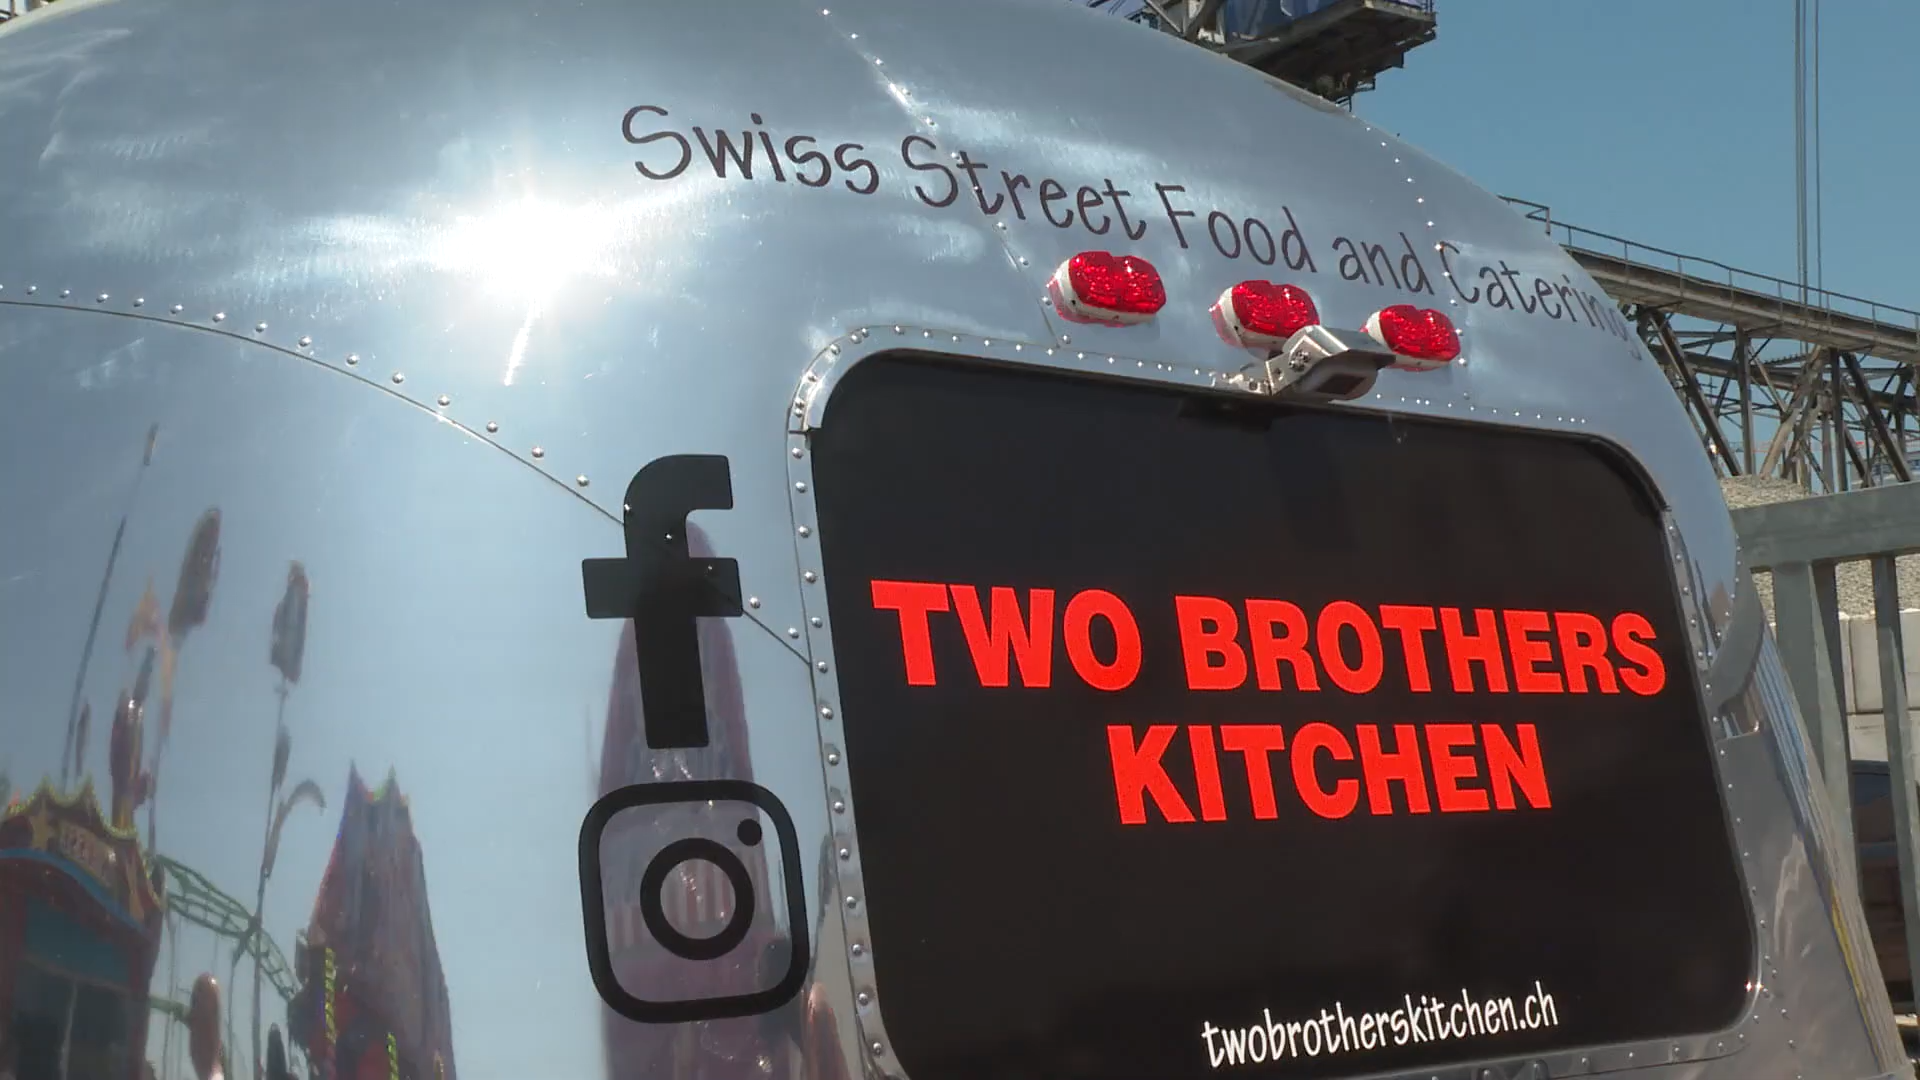 Swiss Street Food and Catering
TWO BROTHERS
KITCHEN
twobrotherskitchen.ch